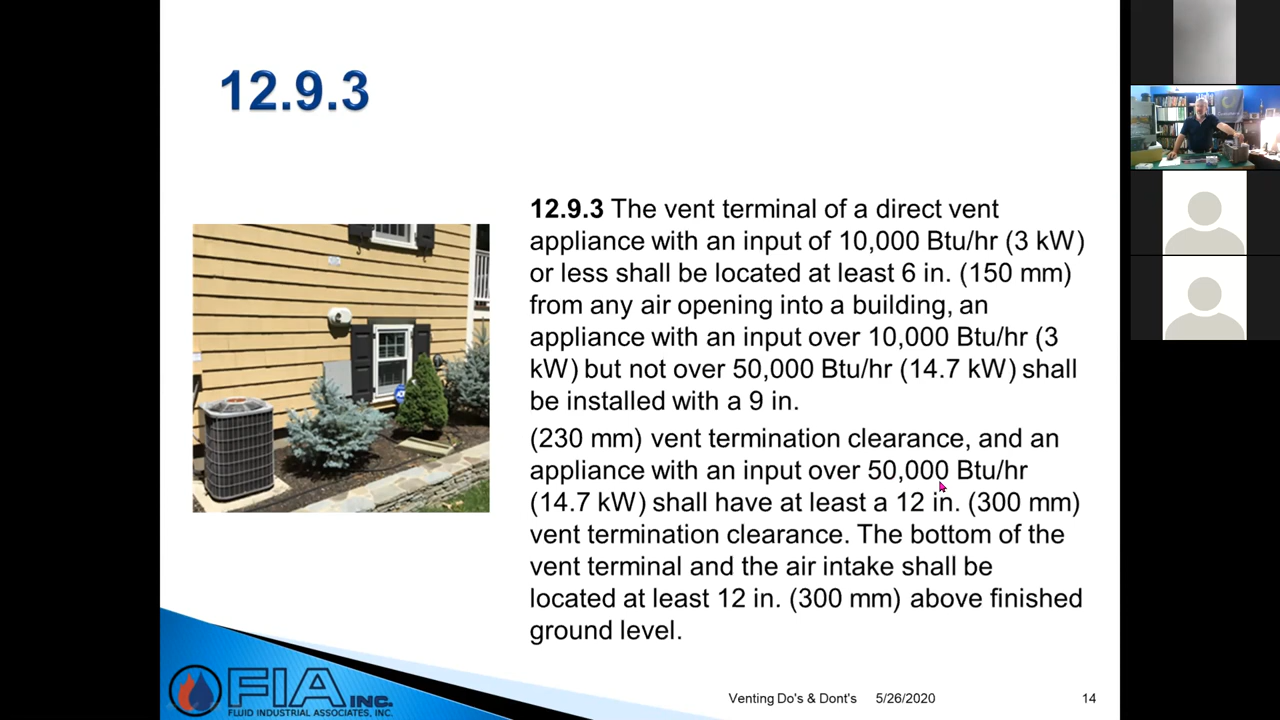 12.9.3
12.9.3 The vent terminal of a direct vent
appliance with an input of 10,000 Btu/hr (3 kW)
or less shall be located at least 6 in. (150 mm)
from any air opening into a building, an
appliance with an input over 10,000 Btu/hr (3
kW) but not over 50,000 Btu/hr (14.7 kW) shall
be installed with a 9 in.
(230 mm) vent termination clearance, and an
appliance with an input over 50,000 Btu/hr
(14.7 kW) shall have at least a 12 in. (300 mm)
vent termination clearance. The bottom of the
vent terminal and the air intake shall be
located at least 12 in. (300 mm) above finished
ground level.
ADT
FIA INC.
FLUID INDUSTRIAL ASSOCIATES, INC.
Venting Do's & Dont's 5/26/2020 14